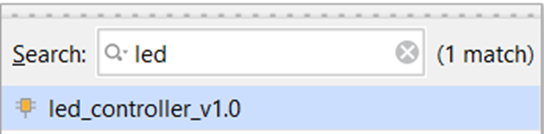 Search: led (1 match)
led_controller_v1.0